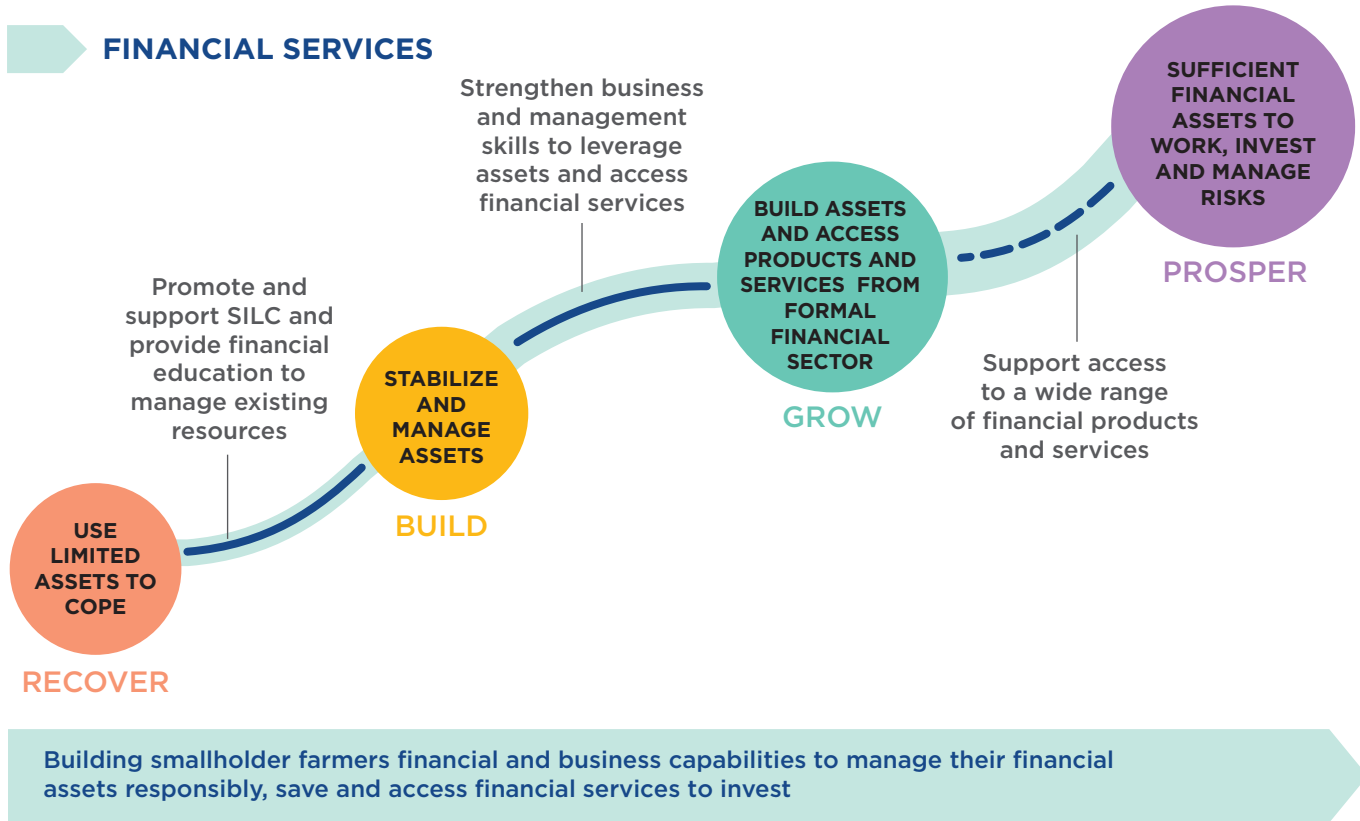 FINANCIAL SERVICES
USE
LIMITED
ASSETS TO
COPE
RECOVER
Promote and
support SILC and
provide financial
education to
manage existing
resources
STABILIZE
AND
MANAGE
ASSETS
BUILD
Strengthen business
and management
skills to leverage
assets and access
financial services
BUILD ASSETS
AND ACCESS
PRODUCTS AND
SERVICES FROM
FORMAL
FINANCIAL
SECTOR
GROW
Support access
to a wide range
of financial products
and services
SUFFICIENT
FINANCIAL
ASSETS TO
WORK, INVEST
AND MANAGE
RISKS
PROSPER
Building smallholder farmers financial and business capabilities to manage their financial
assets responsibly, save and access financial services to invest